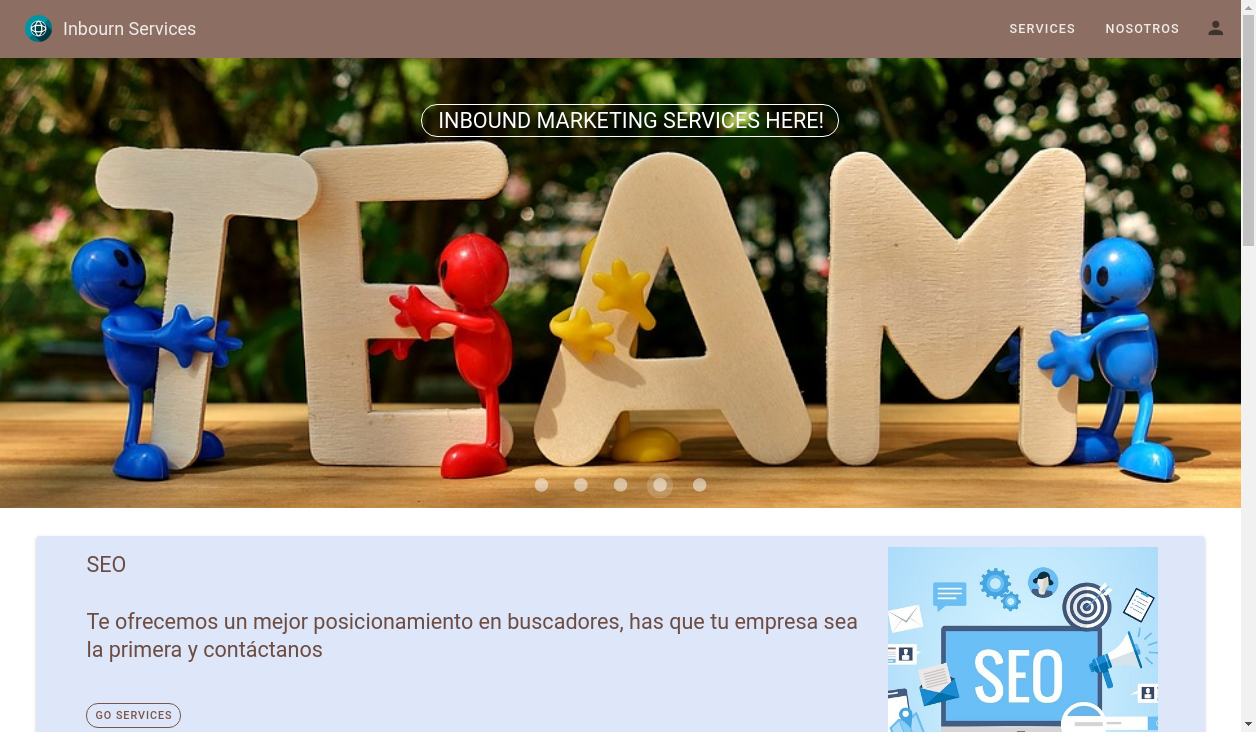 Inbourn Services
SERVICES
NOSOTROS
INBOUND MARKETING SERVICES HERE!
TEAM
SEO
Te ofrecemos un mejor posicionamiento en buscadores, has que tu empresa sea
la primera y contáctanos
SEO
GO SERVICES